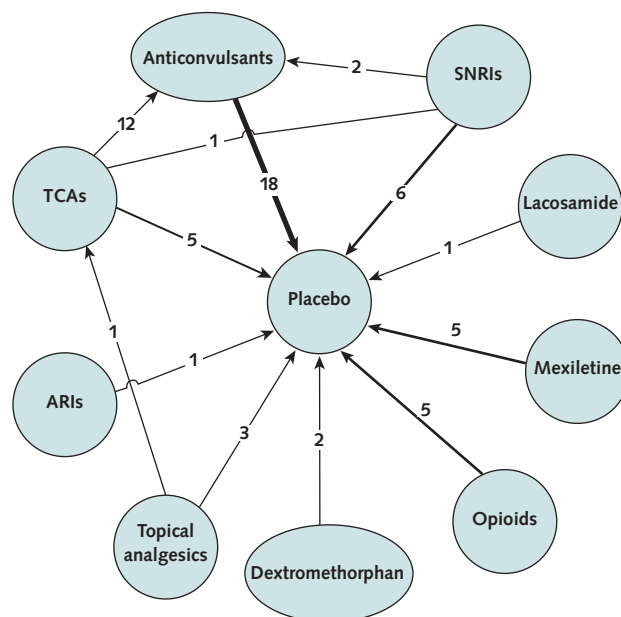 Anticonvulsants
2
SNRIs
12
1
TCAs
18
6
Lacosamide
5
1
Placebo
1
5
1
Mexiletine
ARIs
3
2
5
Topical
analgesics
Opioids
Dextromethorphan